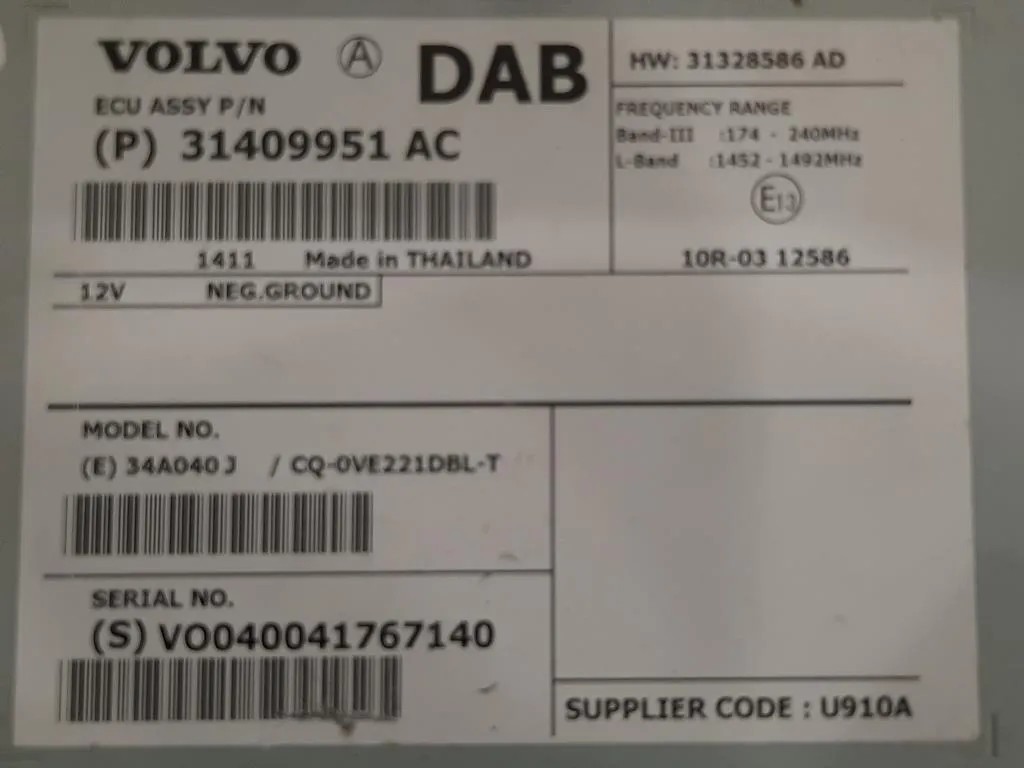 VOLVO Ⓐ DAB
ECU ASSY P/N
(P) 31409951 AC
1411 Made in THAILAND
12V NEG.GROUND
HW: 31328586 AD
FREQUENCY RANGE
Band-III :174 - 240MHz
L-Band :1452 - 1492MHz
E13
10R-03 12586
MODEL NO.
(E) 34A040J / CQ-0VE221DBL-T
SERIAL NO.
(S) VO040041767140
SUPPLIER CODE : U910A